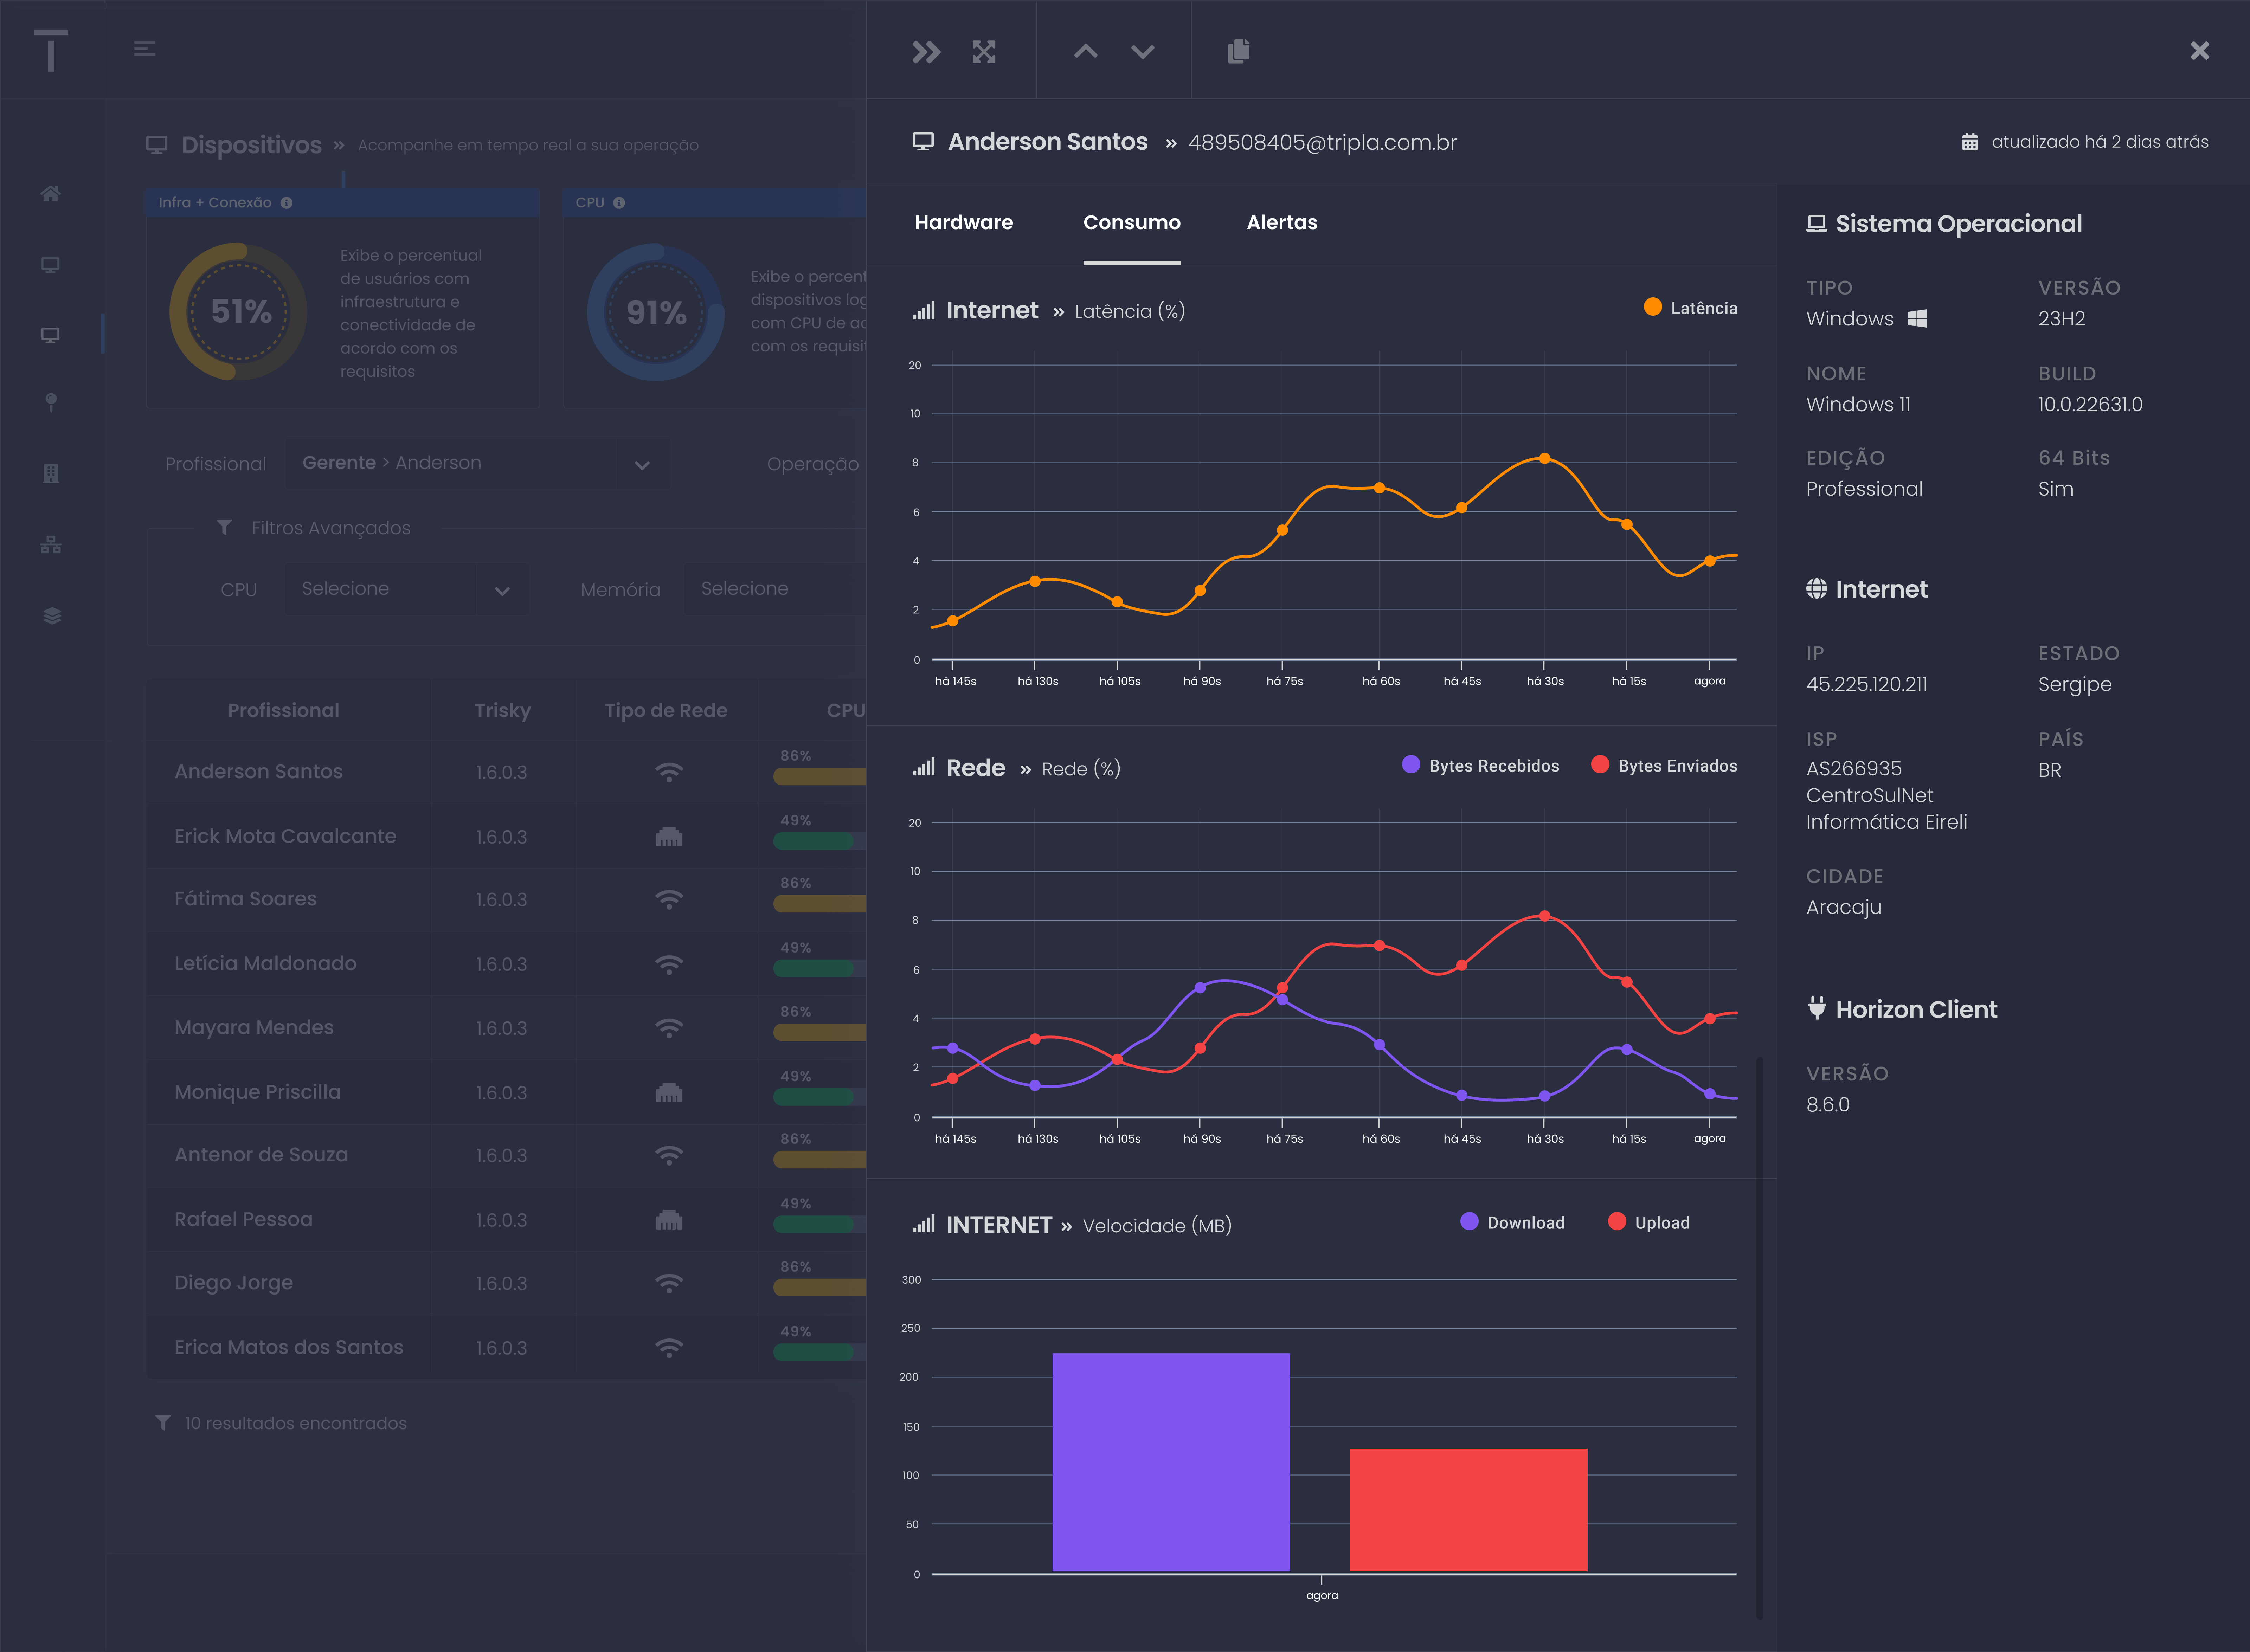 T
Dispositivos » Acompanhe em tempo real a sua operação
Infra + Conexão
51%
Exibe o percentual
de usuários com
infraestrutura e
conectividade de
acordo com os
requisitos
CPU
91%
Exibe o percent
dispositivos log
com CPU de ac
com os requisit
Profissional
Gerente > Anderson
Operação
Filtros Avançados
CPU
Selecione
Memória
Selecione
Profissional Trisky Tipo de Rede CPU
Anderson Santos 1.6.0.3 86%
Erick Mota Cavalcante 1.6.0.3 49%
Fátima Soares 1.6.0.3 86%
Letícia Maldonado 1.6.0.3 49%
Mayara Mendes 1.6.0.3 86%
Monique Priscilla 1.6.0.3 49%
Antenor de Souza 1.6.0.3 86%
Rafael Pessoa 1.6.0.3 49%
Diego Jorge 1.6.0.3 86%
Erica Matos dos Santos 1.6.0.3 49%
10 resultados encontrados
Anderson Santos » 489508405@tripla.com.br
atualizado há 2 dias atrás
Hardware Consumo Alertas
Internet » Latência (%)
Latência
20
10
8
6
4
2
0
há 145s há 130s há 105s há 90s há 75s há 60s há 45s há 30s há 15s agora
Rede » Rede (%)
Bytes Recebidos Bytes Enviados
20
10
8
6
4
2
0
há 145s há 130s há 105s há 90s há 75s há 60s há 45s há 30s há 15s agora
INTERNET » Velocidade (MB)
Download Upload
300
250
200
150
100
50
0
agora
Sistema Operacional
TIPO
Windows
VERSÃO
23H2
NOME
Windows 11
BUILD
10.0.22631.0
EDIÇÃO
Professional
64 Bits
Sim
Internet
IP
45.225.120.211
ESTADO
Sergipe
ISP
AS266935
CentroSulNet
Informática Eireli
PAÍS
BR
CIDADE
Aracaju
Horizon Client
VERSÃO
8.6.0